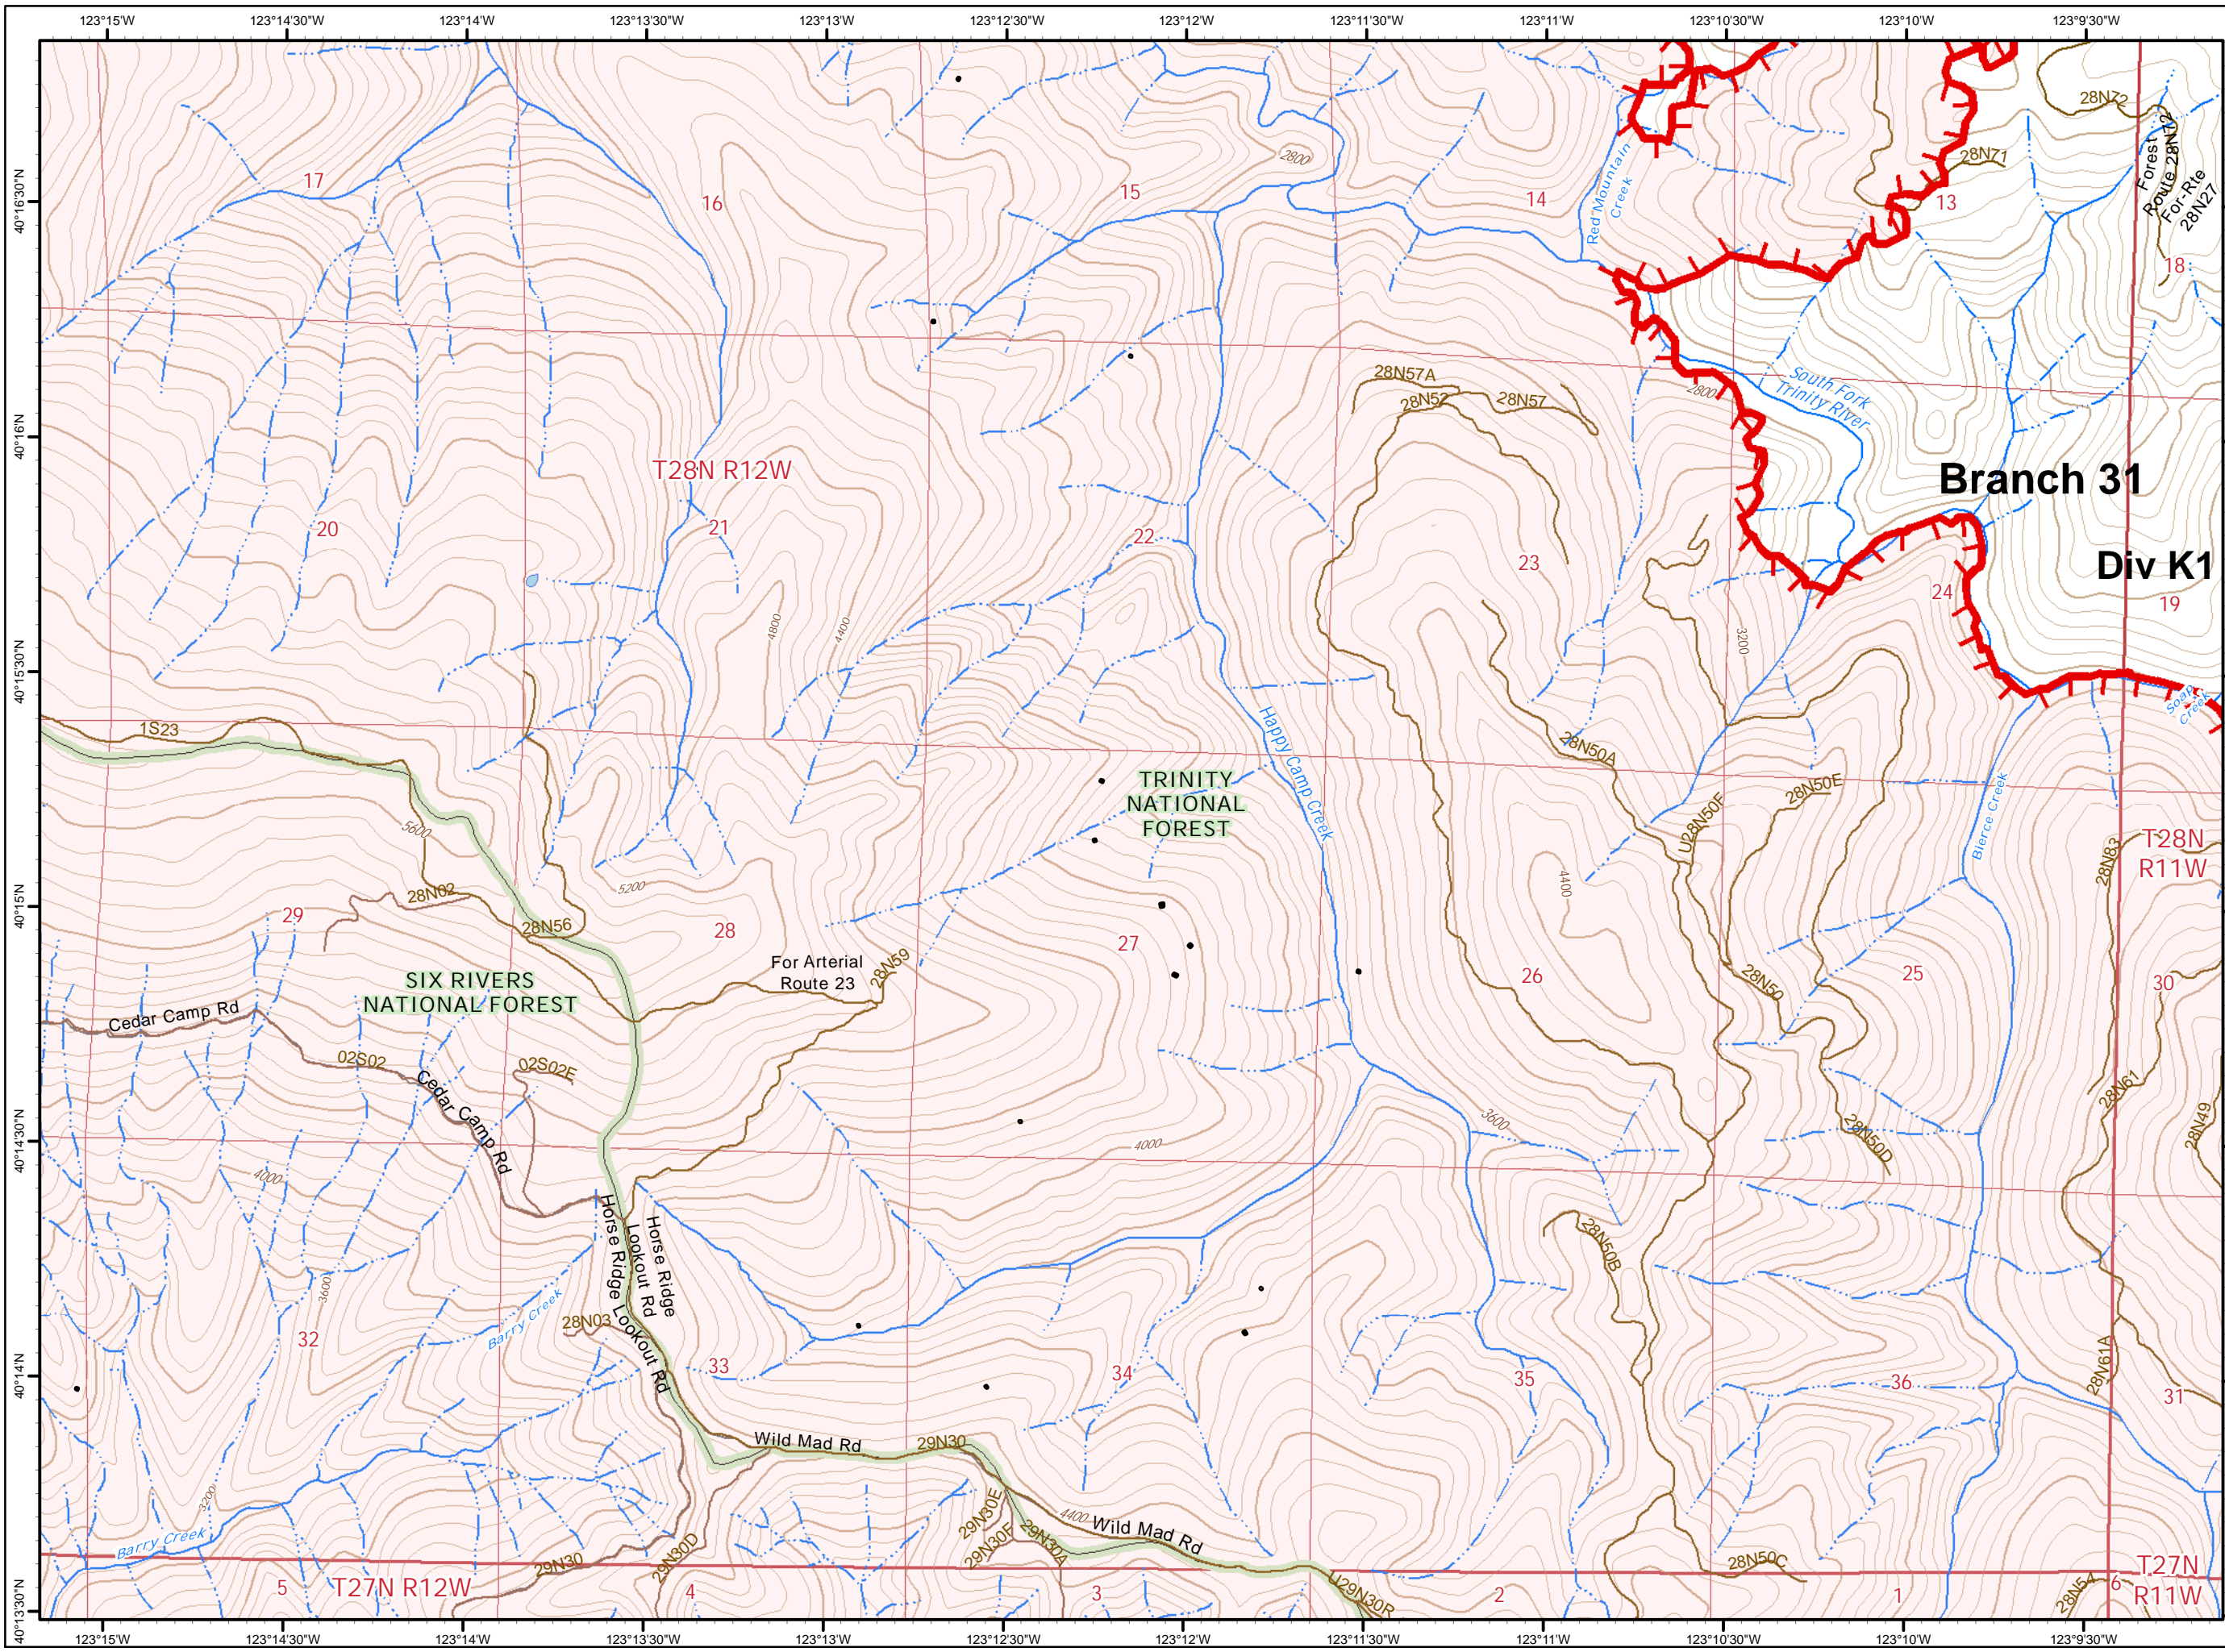 123°15'W 123°14'30"W 123°14'W 123°13'30"W 123°13'W 123°12'30"W 123°12'W 123°11'30"W 123°11'W 123°10'30"W 123°10'W 123°9'30"W
40°16'30"N
40°16'N
40°15'30"N
40°15'N
40°14'30"N
40°14'N
40°13'30"N
28N72
28N71
Forest
Route 28N72
For-Rte
28N27
Red Mountain
Creek
2800
17
16
15
14
13
18
28N57A
28N52
28N57
2800
South Fork
Trinity River
T28N R12W
Branch 31
Div K1
20
21
22
23
24
19
4800
4400
3200
Soap
Creek
1S23
Happy Camp Creek
28N50A
TRINITY
NATIONAL
FOREST
28N50E
U28N50F
Bierce Creek
T28N
R11W
28N83
5600
28N02
5200
4400
28N56
29
28
27
26
25
30
For Arterial
Route 23
28N59
28N50
SIX RIVERS
NATIONAL FOREST
Cedar Camp Rd
02S02
02S02E
Cedar Camp Rd
28N61
28N49
3600
4000
28N50D
4000
Horse Ridge Lookout Rd
Horse Ridge
Lookout Rd
28N50B
3600
Barry Creek
28N03
32
33
34
35
36
31
28N61A
Wild Mad Rd
29N30
3200
29N30E
29N30F
29N30A
4400
Wild Mad Rd
Barry Creek
29N30
29N30D
28N50C
T27N R12W
5
4
3
2
1
6
T27N
R11W
U29N30R
28N54
123°15'W 123°14'30"W 123°14'W 123°13'30"W 123°13'W 123°12'30"W 123°12'W 123°11'30"W 123°11'W 123°10'30"W 123°10'W 123°9'30"W